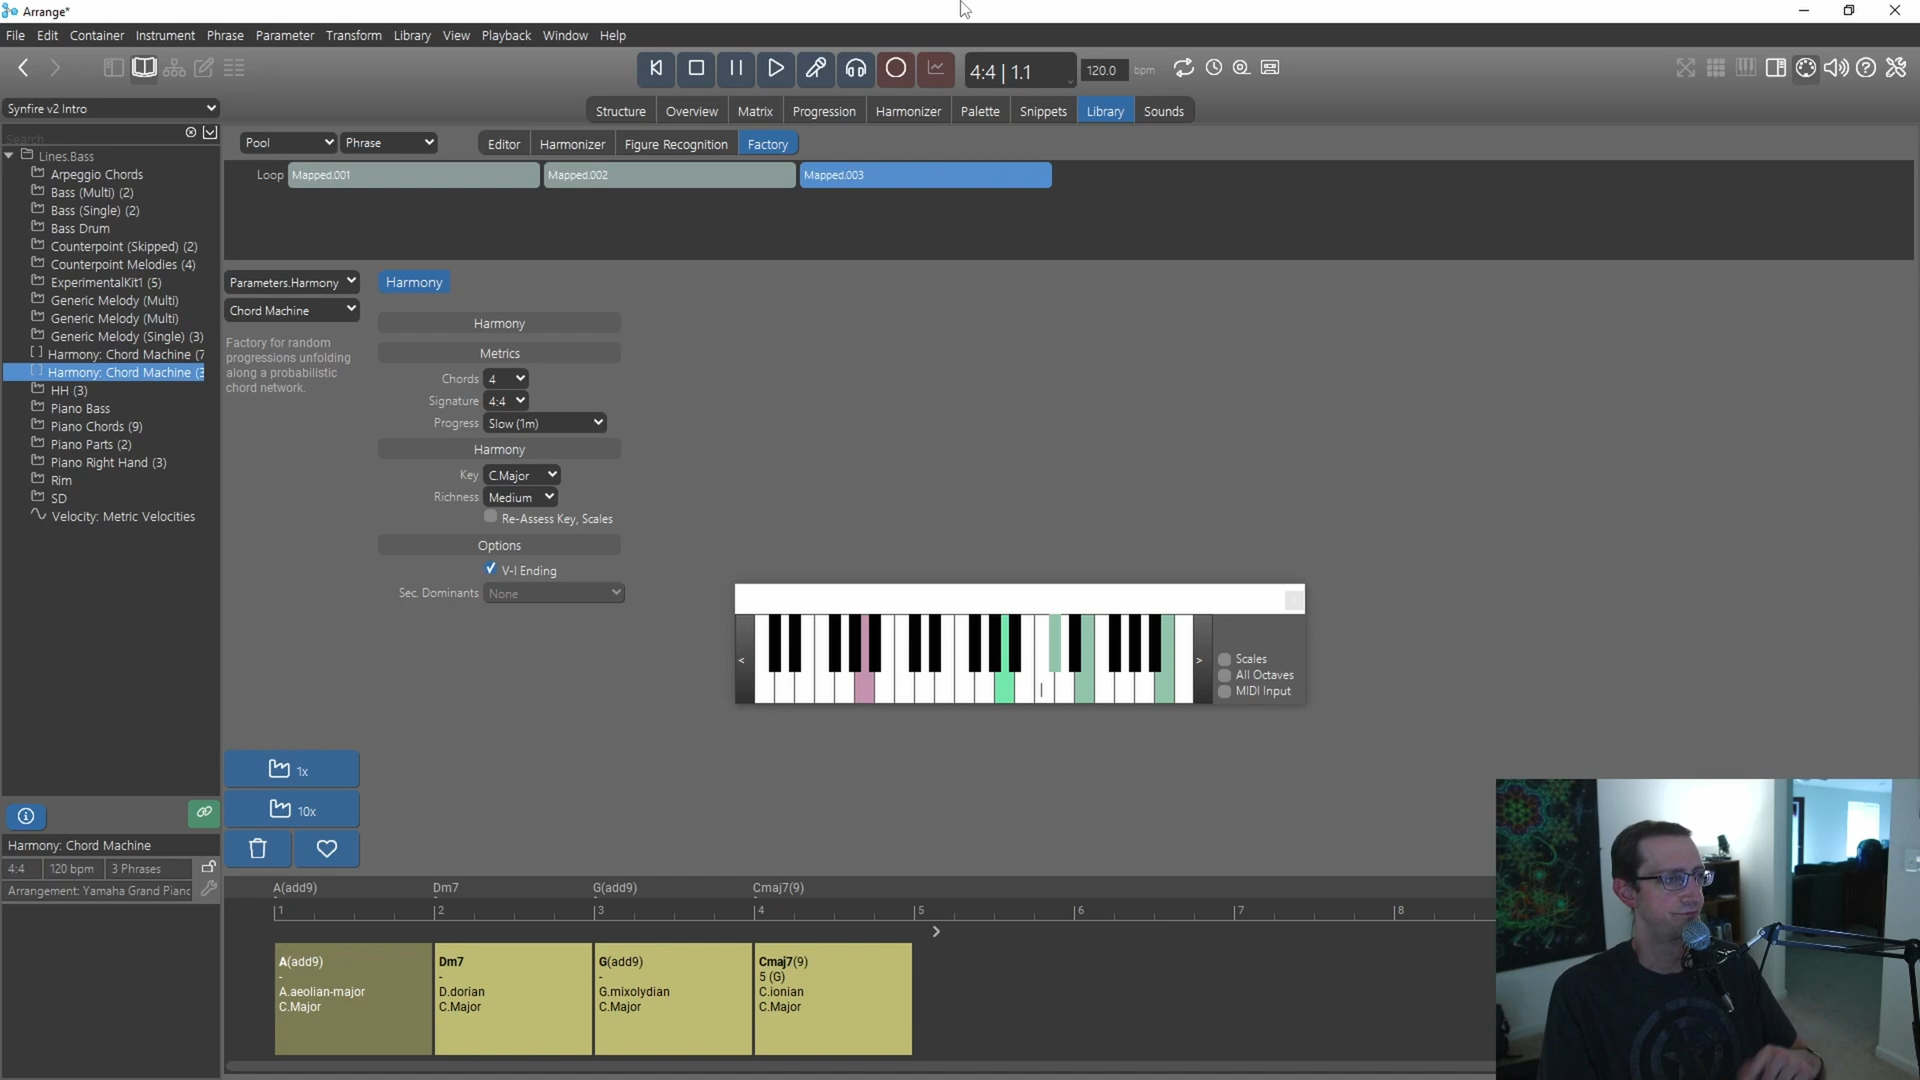 Arrange*
File Edit Container Instrument Phrase Parameter Transform Library View Playback Window Help
4:4 | 1.1 120.0 bpm
Synfire v2 Intro
Structure Overview Matrix Progression Harmonizer Palette Snippets Library Sounds
Search
Pool Phrase Editor Harmonizer Figure Recognition Factory
Lines.Bass
Loop Mapped.001 Mapped.002 Mapped.003
Arpeggio Chords
Bass (Multi) (2)
Bass (Single) (2)
Bass Drum
Counterpoint (Skipped) (2)
Counterpoint Melodies (4)
ExperimentalKit1 (5)
Generic Melody (Multi)
Generic Melody (Multi)
Generic Melody (Single) (3)
Harmony: Chord Machine (7
Harmony: Chord Machine (3
HH (3)
Piano Bass
Piano Chords (9)
Piano Parts (2)
Piano Right Hand (3)
Rim
SD
Velocity: Metric Velocities
Parameters.Harmony
Chord Machine
Factory for random
progressions unfolding
along a probabilistic
chord network.
Harmony
Harmony
Metrics
Chords 4
Signature 4:4
Progress Slow (1m)
Harmony
Key C.Major
Richness Medium
Re-Assess Key, Scales
Options
V-I Ending
Sec. Dominants None
< >
Scales
All Octaves
MIDI Input
1x
10x
Harmony: Chord Machine
4:4 120 bpm 3 Phrases
Arrangement: Yamaha Grand Piano
A(add9) Dm7 G(add9) Cmaj7(9)
1 2 3 4 5 6 7 8
A(add9)
-
A.aeolian-major
C.Major
Dm7
-
D.dorian
C.Major
G(add9)
-
G.mixolydian
C.Major
Cmaj7(9)
5 (G)
C.ionian
C.Major